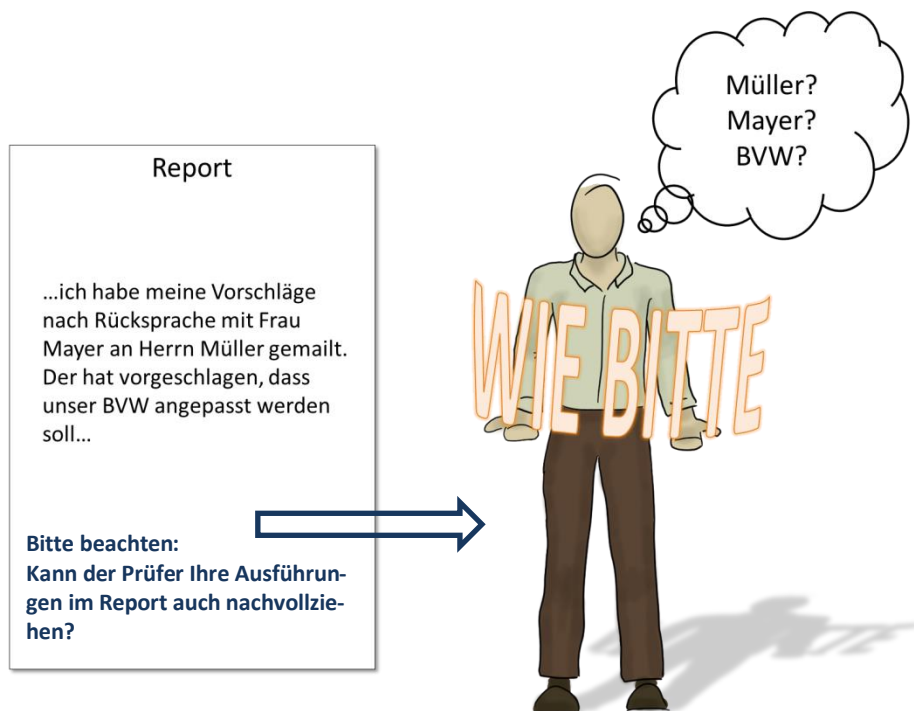 Müller?
Mayer?
BVW?
Report
...ich habe meine Vorschläge
nach Rücksprache mit Frau
Mayer an Herrn Müller gemailt.
Der hat vorgeschlagen, dass
unser BVW angepasst werden
soll...
WIE BITTE
Bitte beachten:
Kann der Prüfer Ihre Ausführun-
gen im Report auch nachvollzie-
hen?